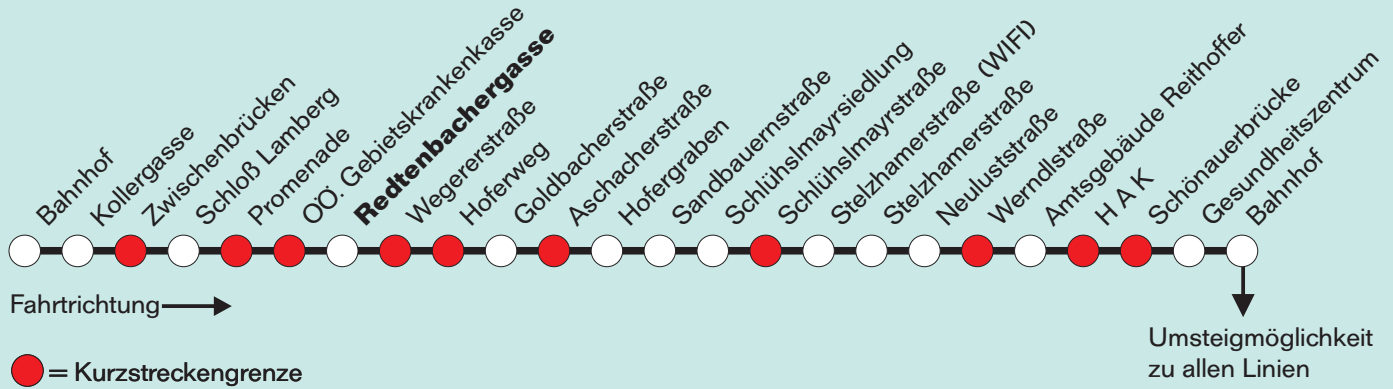 Bahnhof
Kollergasse
Zwischenbrücken
Schloß Lamberg
Promenade
OÖ. Gebietskrankenkasse
Redtenbachergasse
Wegererstraße
Hoferweg
Goldbacherstraße
Aschacherstraße
Hofergraben
Sandbauernstraße
Schlühslmayrsiedlung
Schlühslmayrstraße
Stelzhamerstraße (WIFI)
Stelzhamerstraße
Neuluststraße
Werndlstraße
Amtsgebäude Reithoffer
H A K
Schönauerbrücke
Gesundheitszentrum
Bahnhof
Fahrtrichtung
= Kurzstreckengrenze
Umsteigmöglichkeit
zu allen Linien